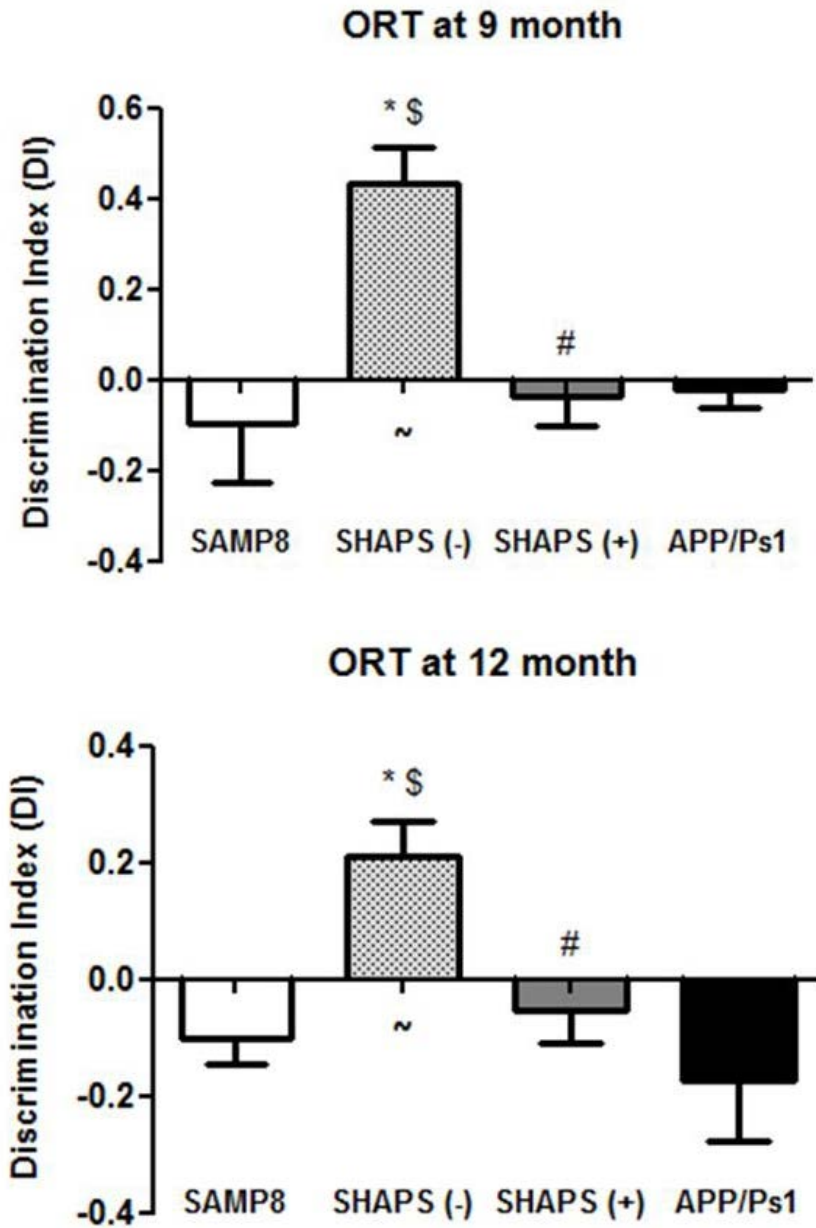 ORT at 9 month
Discrimination Index (DI)
0.6
0.4
0.2
0.0
-0.2
-0.4
* $
#
~
SAMP8 SHAPS (-) SHAPS (+) APP/Ps1
ORT at 12 month
Discrimination Index (DI)
0.4
0.2
0.0
-0.2
-0.4
* $
#
~
SAMP8 SHAPS (-) SHAPS (+) APP/Ps1